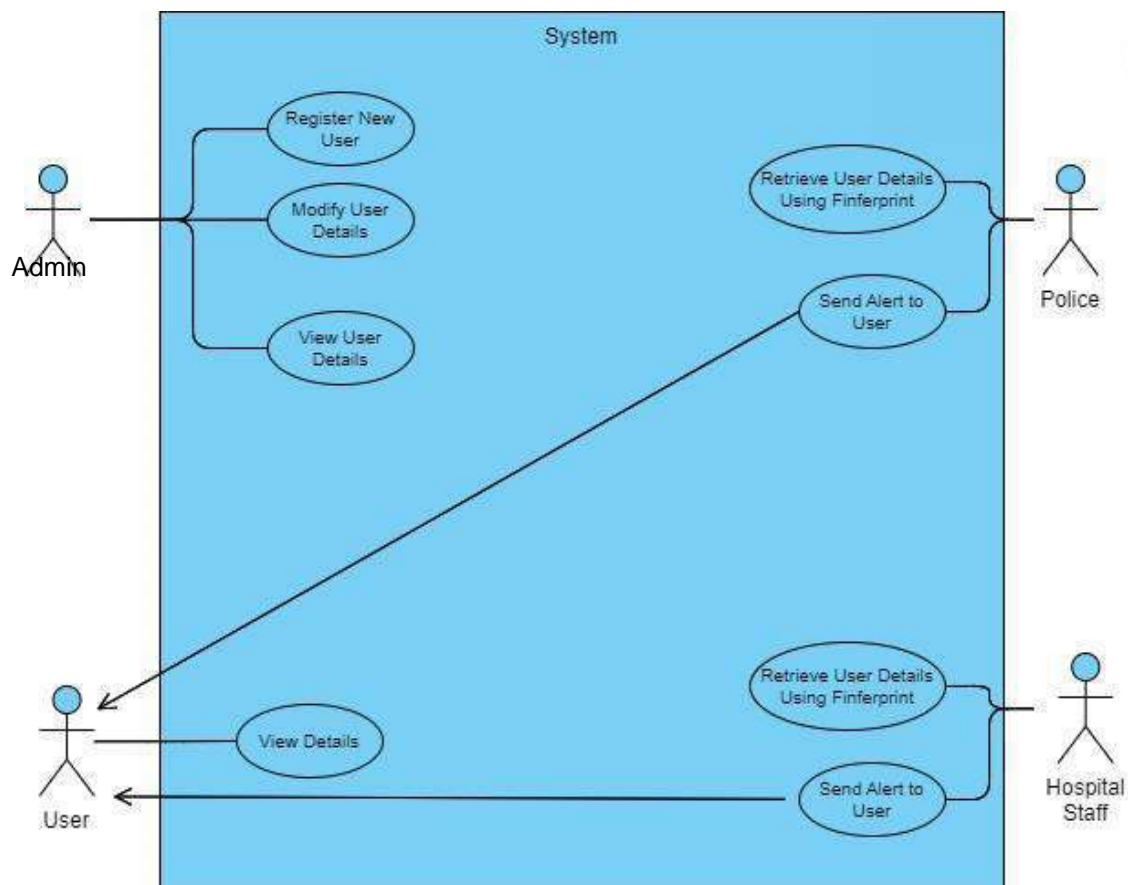 System
Register New
User
Modify User
Details
View User
Details
Admin
Retrieve User Details
Using Finferprint
Send Alert to
User
Police
View Details
User
Retrieve User Details
Using Finferprint
Send Alert to
User
Hospital
Staff